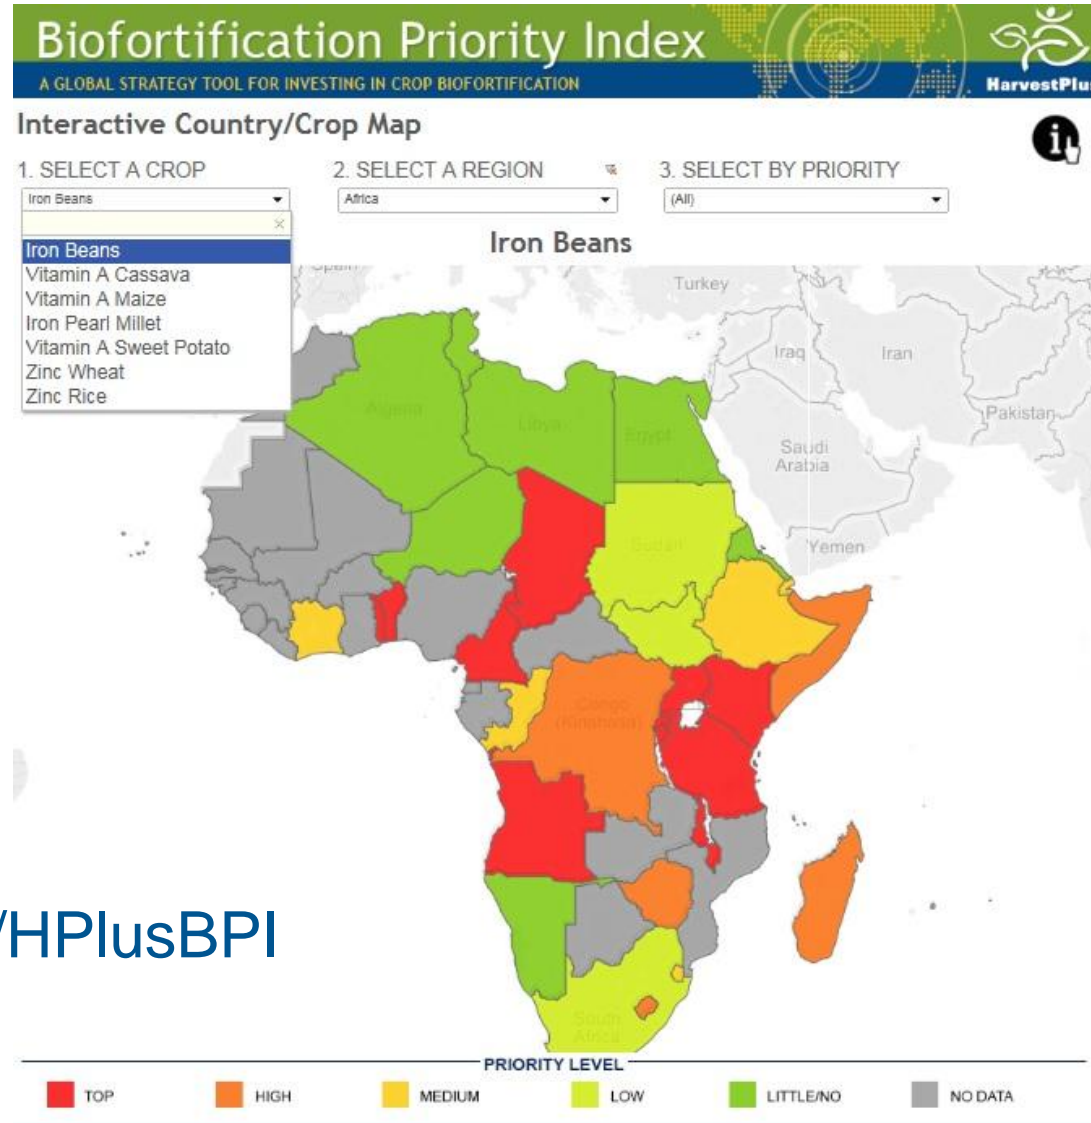 Biofortification Priority Index
A GLOBAL STRATEGY TOOL FOR INVESTING IN CROP BIOFORTIFICATION
HarvestPlus
Interactive Country/Crop Map
1. SELECT A CROP
2. SELECT A REGION
3. SELECT BY PRIORITY
Iron Beans
Africa
(All)
Iron Beans
Iron Beans
Vitamin A Cassava
Vitamin A Maize
Iron Pearl Millet
Vitamin A Sweet Potato
Zinc Wheat
Zinc Rice
Spain
Turkey
Iraq
Iran
Pakistan
Algeria
Libya
Egypt
Saudi
Arabia
Sudan
Yemen
Congo
(Kinshasa)
/HPlusBPI
South
Africa
PRIORITY LEVEL
TOP
HIGH
MEDIUM
LOW
LITTLE/NO
NO DATA